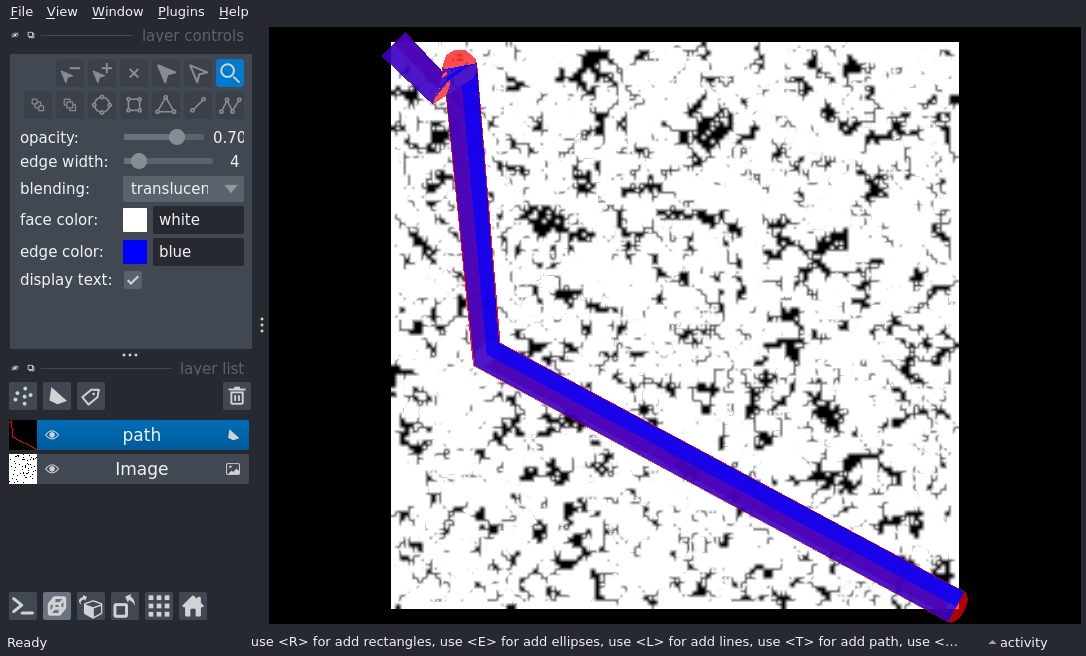 File View Window Plugins Help
layer controls
opacity: 0.70
edge width: 4
blending: translucen
face color: white
edge color: blue
display text:
layer list
path
Image
Ready
use <R> for add rectangles, use <E> for add ellipses, use <L> for add lines, use <T> for add path, use <...
activity